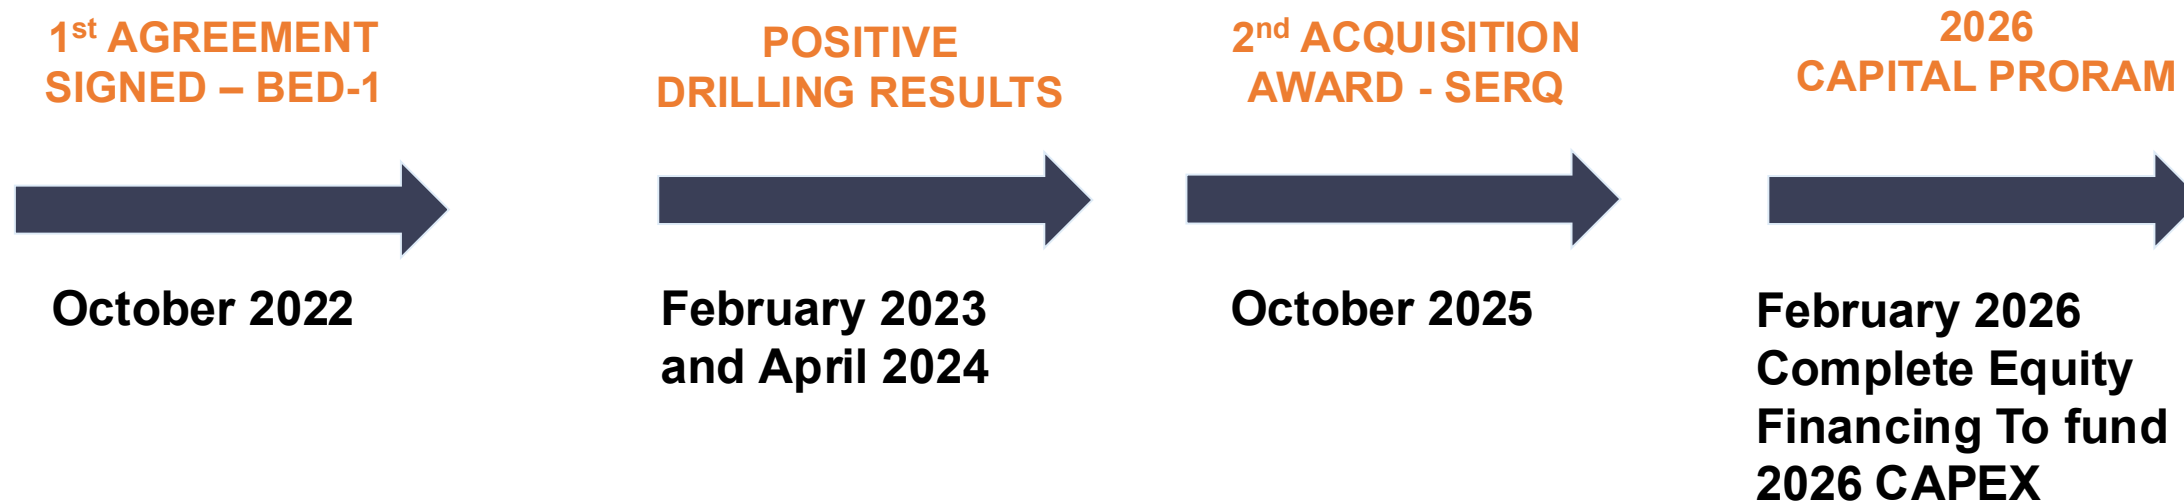 1st AGREEMENT
SIGNED – BED-1
POSITIVE
DRILLING RESULTS
2nd ACQUISITION
AWARD - SERQ
2026
CAPITAL PRORAM
October 2022
February 2023
and April 2024
October 2025
February 2026
Complete Equity
Financing To fund
2026 CAPEX